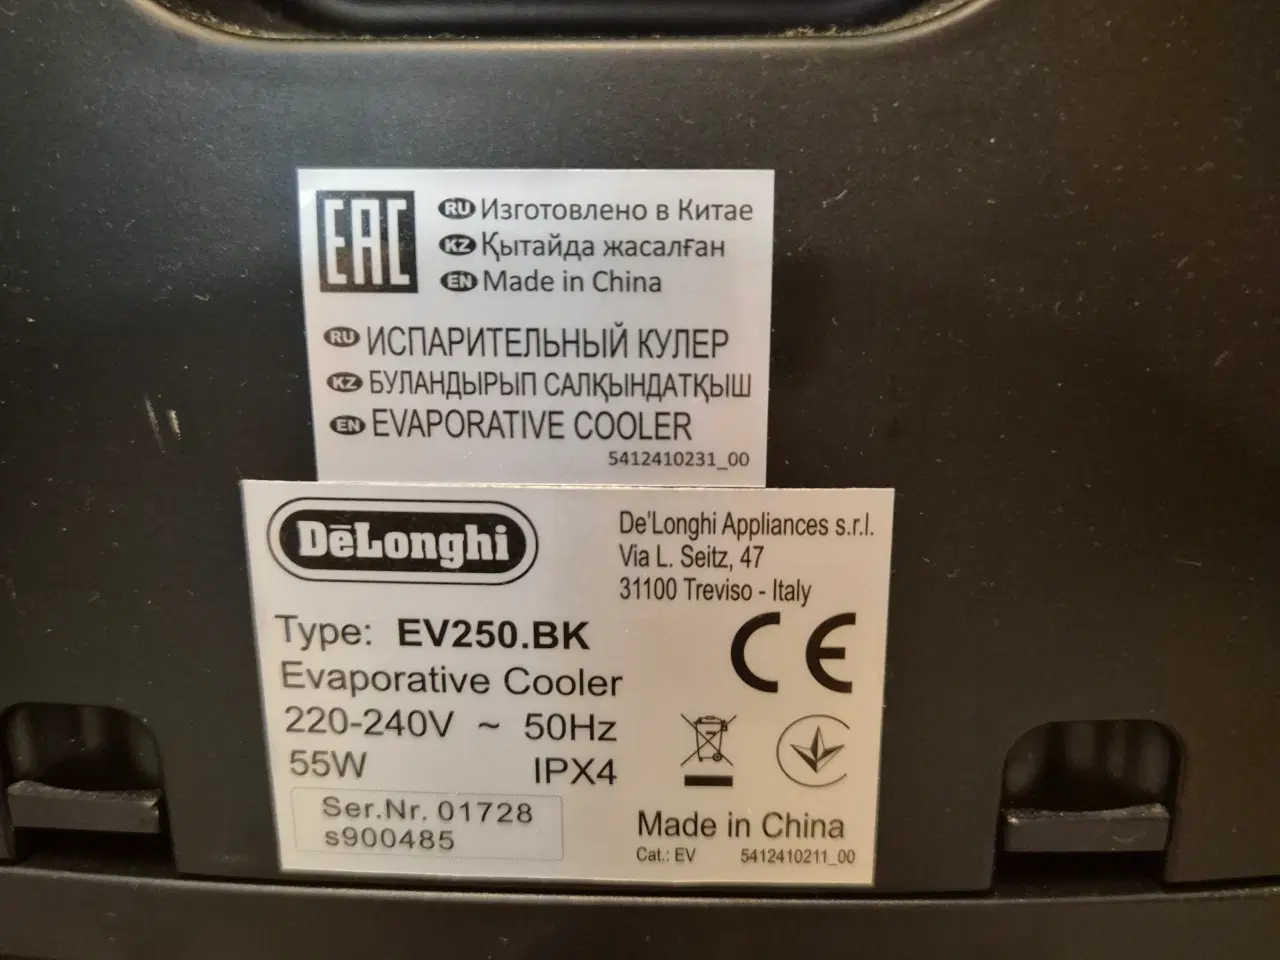 EAC
RU Изготовлено в Китае
KZ Қытайда жасалған
EN Made in China
RU ИСПАРИТЕЛЬНЫЙ КУЛЕР
KZ БУЛАНДЫРЫП САЛҚЫНДАТҚЫШ
EN EVAPORATIVE COOLER
5412410231_00
DēLonghi
De'Longhi Appliances s.r.l.
Via L. Seitz, 47
31100 Treviso - Italy
Type: EV250.BK
Evaporative Cooler
220-240V ~ 50Hz
55W IPX4
Ser.Nr. 01728
s900485
CE
Made in China
Cat.: EV 5412410211_00